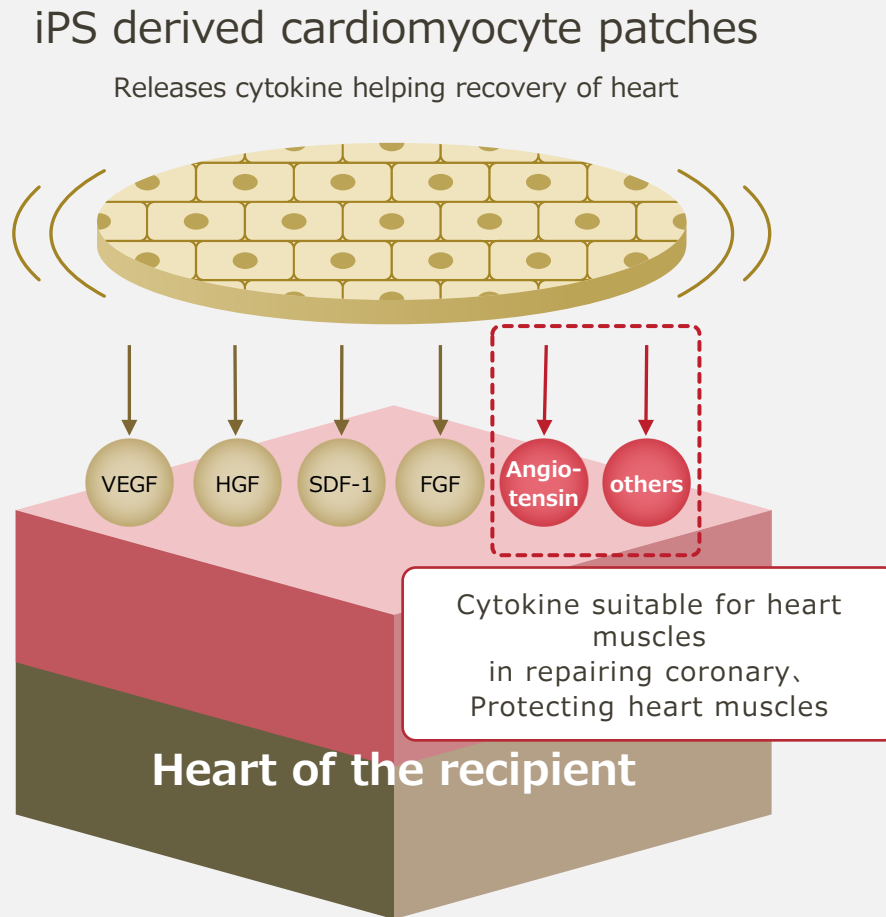 iPS derived cardiomyocyte patches
Releases cytokine helping recovery of heart
VEGF
HGF
SDF-1
FGF
Angio-
tensin
others
Cytokine suitable for heart
muscles
in repairing coronary、
Protecting heart muscles
Heart of the recipient